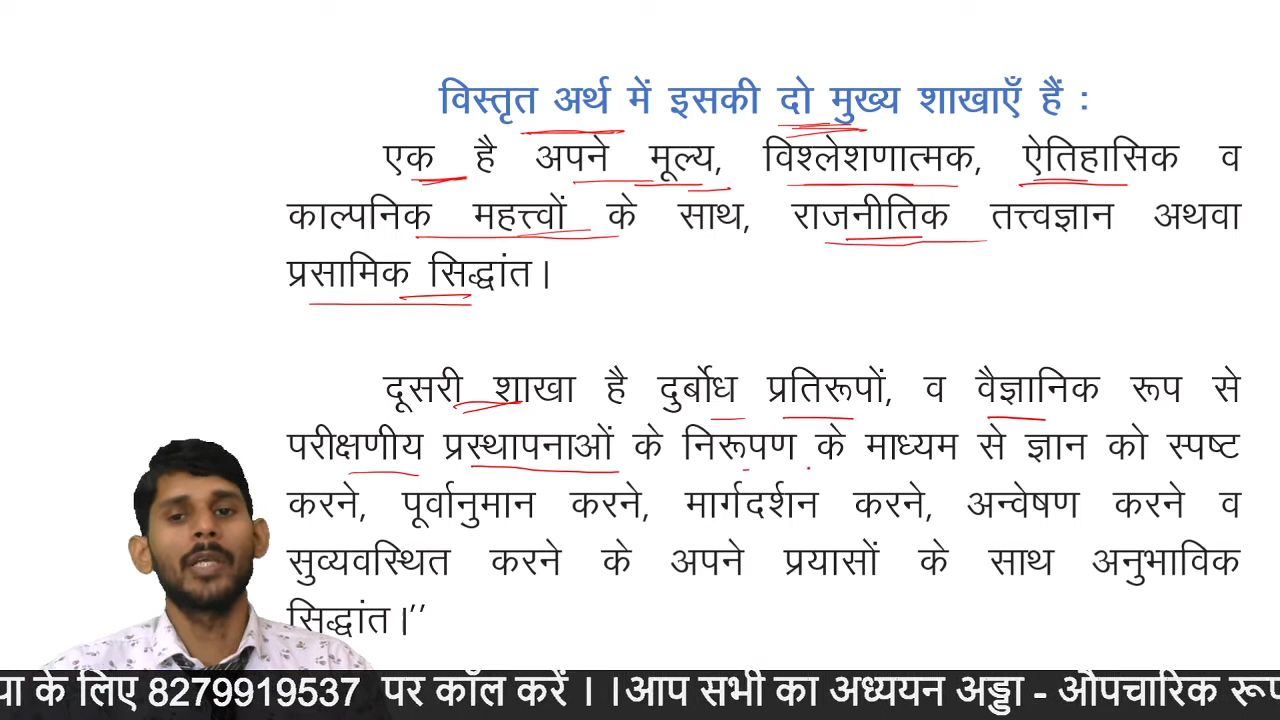 विस्तृत अर्थ में इसकी दो मुख्य शाखाएँ हैं :
एक है अपने मूल्य, विश्लेशणात्मक, ऐतिहासिक व
काल्पनिक महत्त्वों के साथ, राजनीतिक तत्त्वज्ञान अथवा
प्रसामिक सिद्धांत।
दूसरी शाखा है दुर्बोध प्रतिरूपों, व वैज्ञानिक रूप से
परीक्षणीय प्रस्थापनाओं के निरूपण के माध्यम से ज्ञान को स्पष्ट
करने, पूर्वानुमान करने, मार्गदर्शन करने, अन्वेषण करने व
सुव्यवस्थित करने के अपने प्रयासों के साथ अनुभाविक
सिद्धांत।’’
के लिए 8279919537 पर कॉल करें । ।आप सभी का अध्ययन अड्डा - औपचारिक